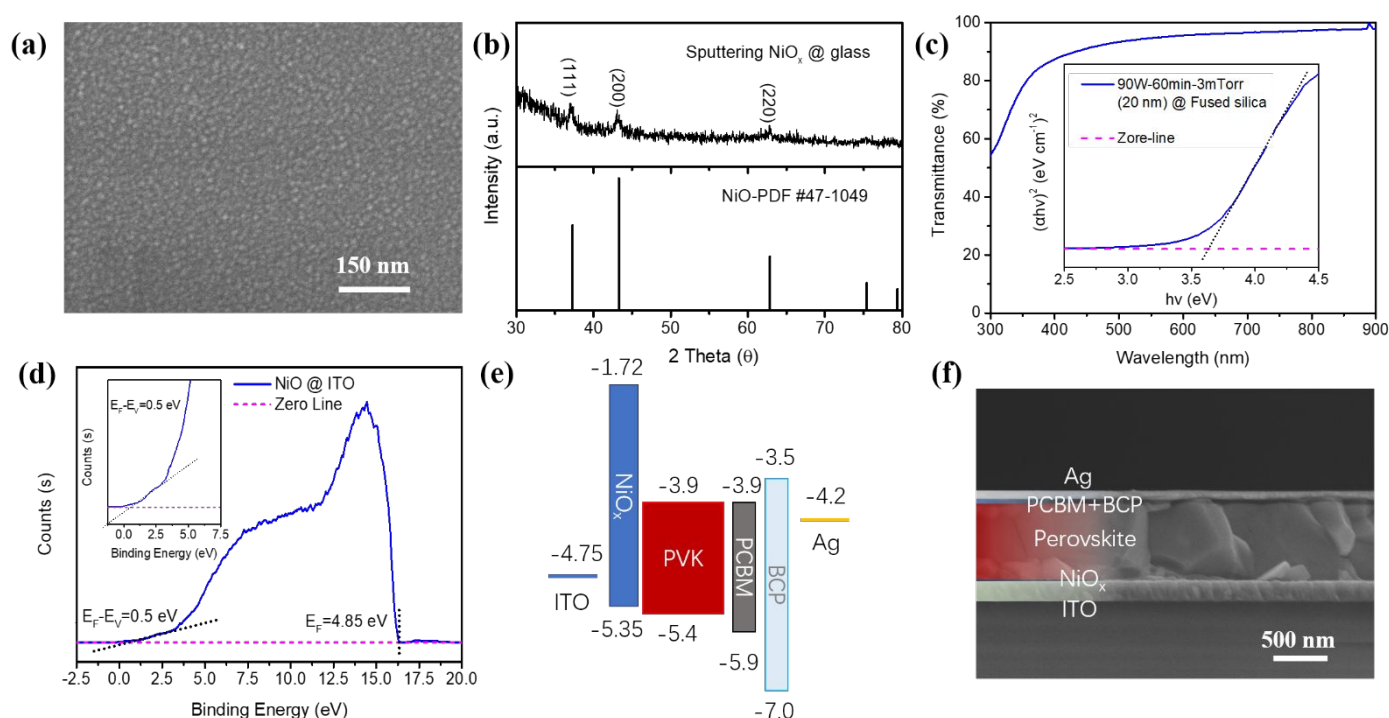 (a)
150 nm
(b)
Sputtering NiOₓ @ glass
(111)
(200)
(220)
NiO-PDF #47-1049
Intensity (a.u.)
30 40 50 60 70 80
2 Theta (θ)
(c)
100
80
60
40
20
0
Transmittance (%)
300 400 500 600 700 800 900
Wavelength (nm)
90W-60min-3mTorr
(20 nm) @ Fused silica
Zore-line
(αhν)² (eV cm⁻¹)²
2.5 3.0 3.5 4.0 4.5
hν (eV)
(d)
NiO @ ITO
Zero Line
E_F-E_V=0.5 eV
Counts (s)
0.0 2.5 5.0 7.5
Binding Energy (eV)
E_F-E_V=0.5 eV
E_F=4.85 eV
Counts (s)
-2.5 0.0 2.5 5.0 7.5 10.0 12.5 15.0 17.5 20.0
Binding Energy (eV)
(e)
-1.72
-3.5
-3.9
-3.9
-4.2
-4.75
NiOₓ
PVK
PCBM
BCP
Ag
ITO
-5.35
-5.4
-5.9
-7.0
(f)
Ag
PCBM+BCP
Perovskite
NiOₓ
ITO
500 nm